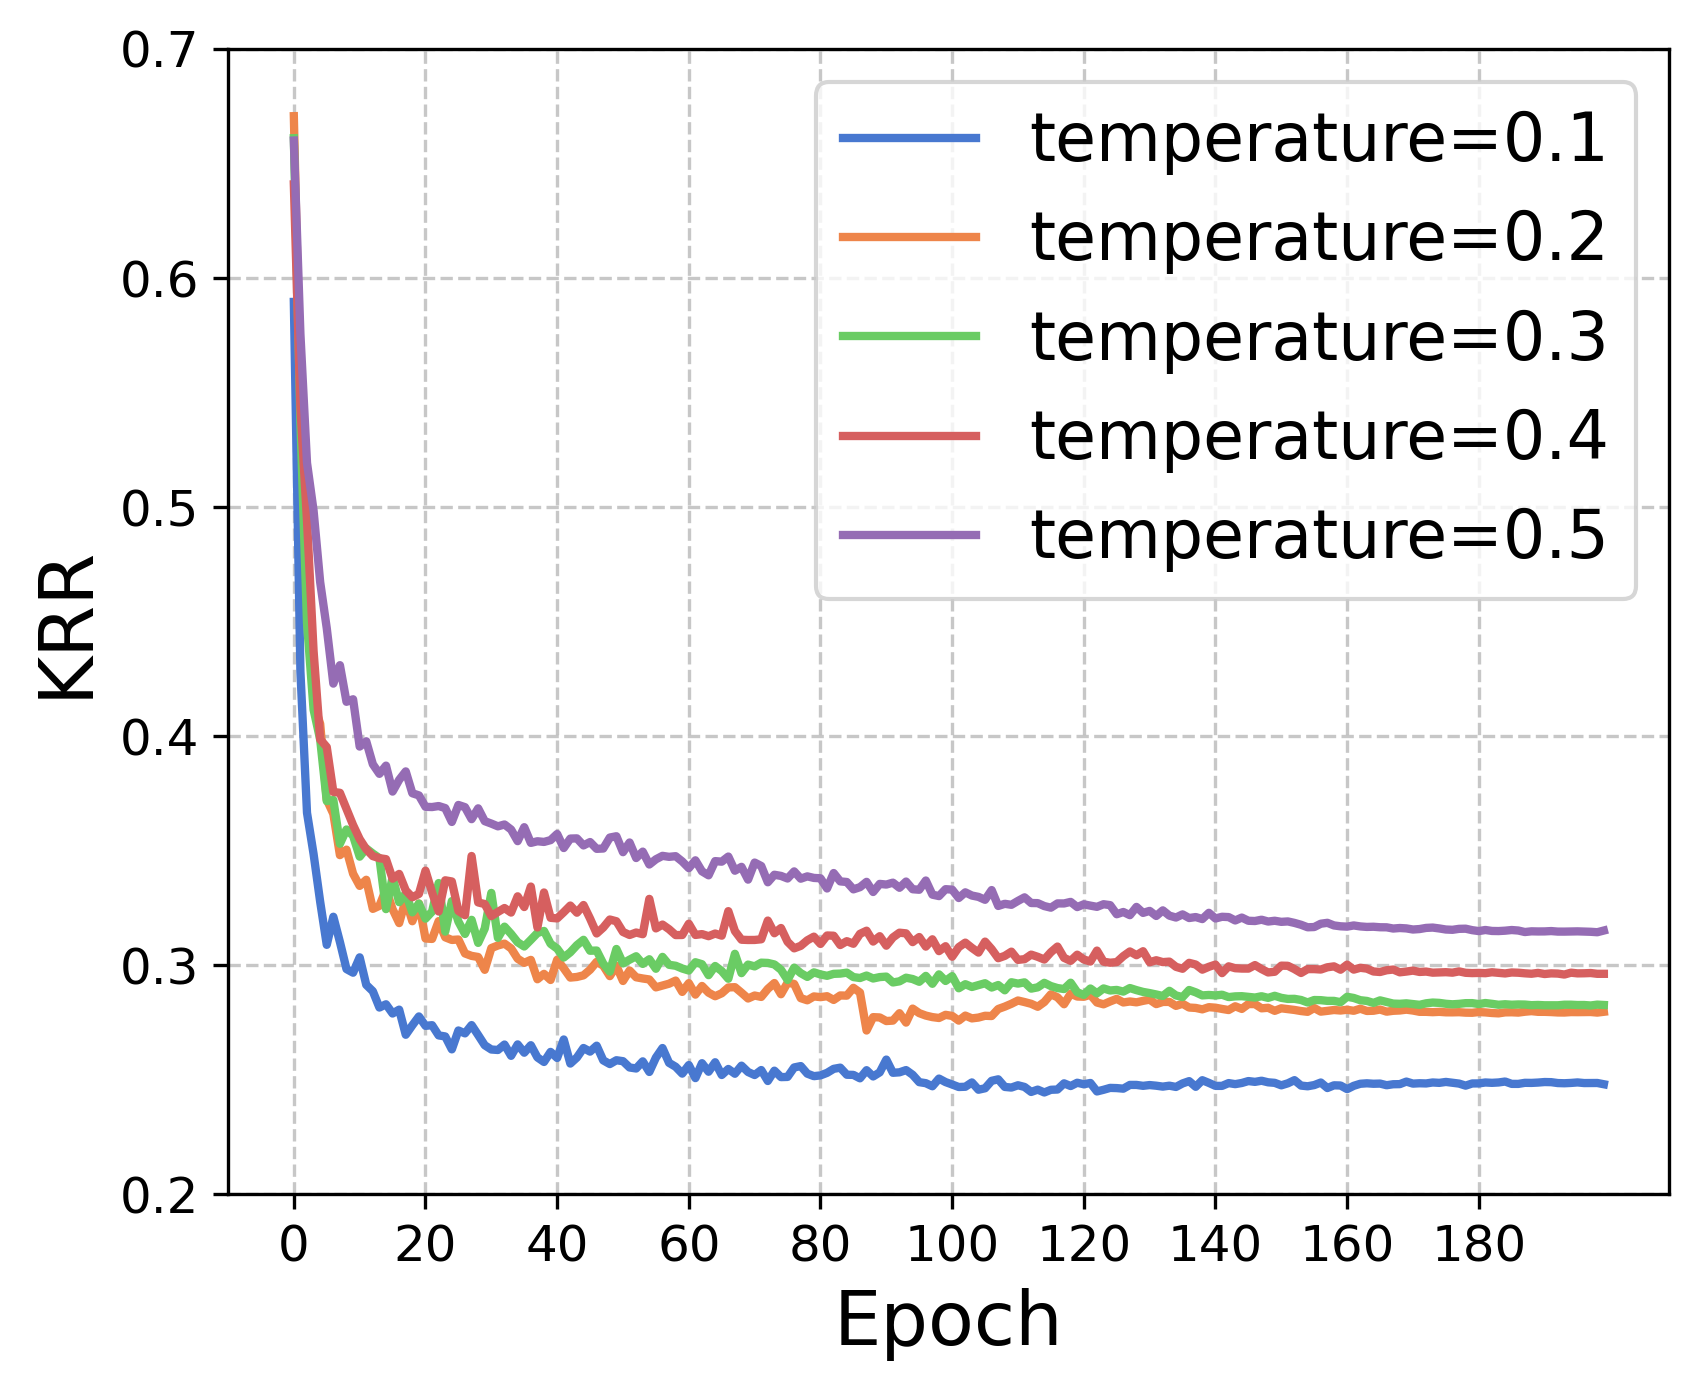 0.7
0.6
0.5
0.4
0.3
0.2
KRR
temperature=0.1
temperature=0.2
temperature=0.3
temperature=0.4
temperature=0.5
0 20 40 60 80 100 120 140 160 180
Epoch